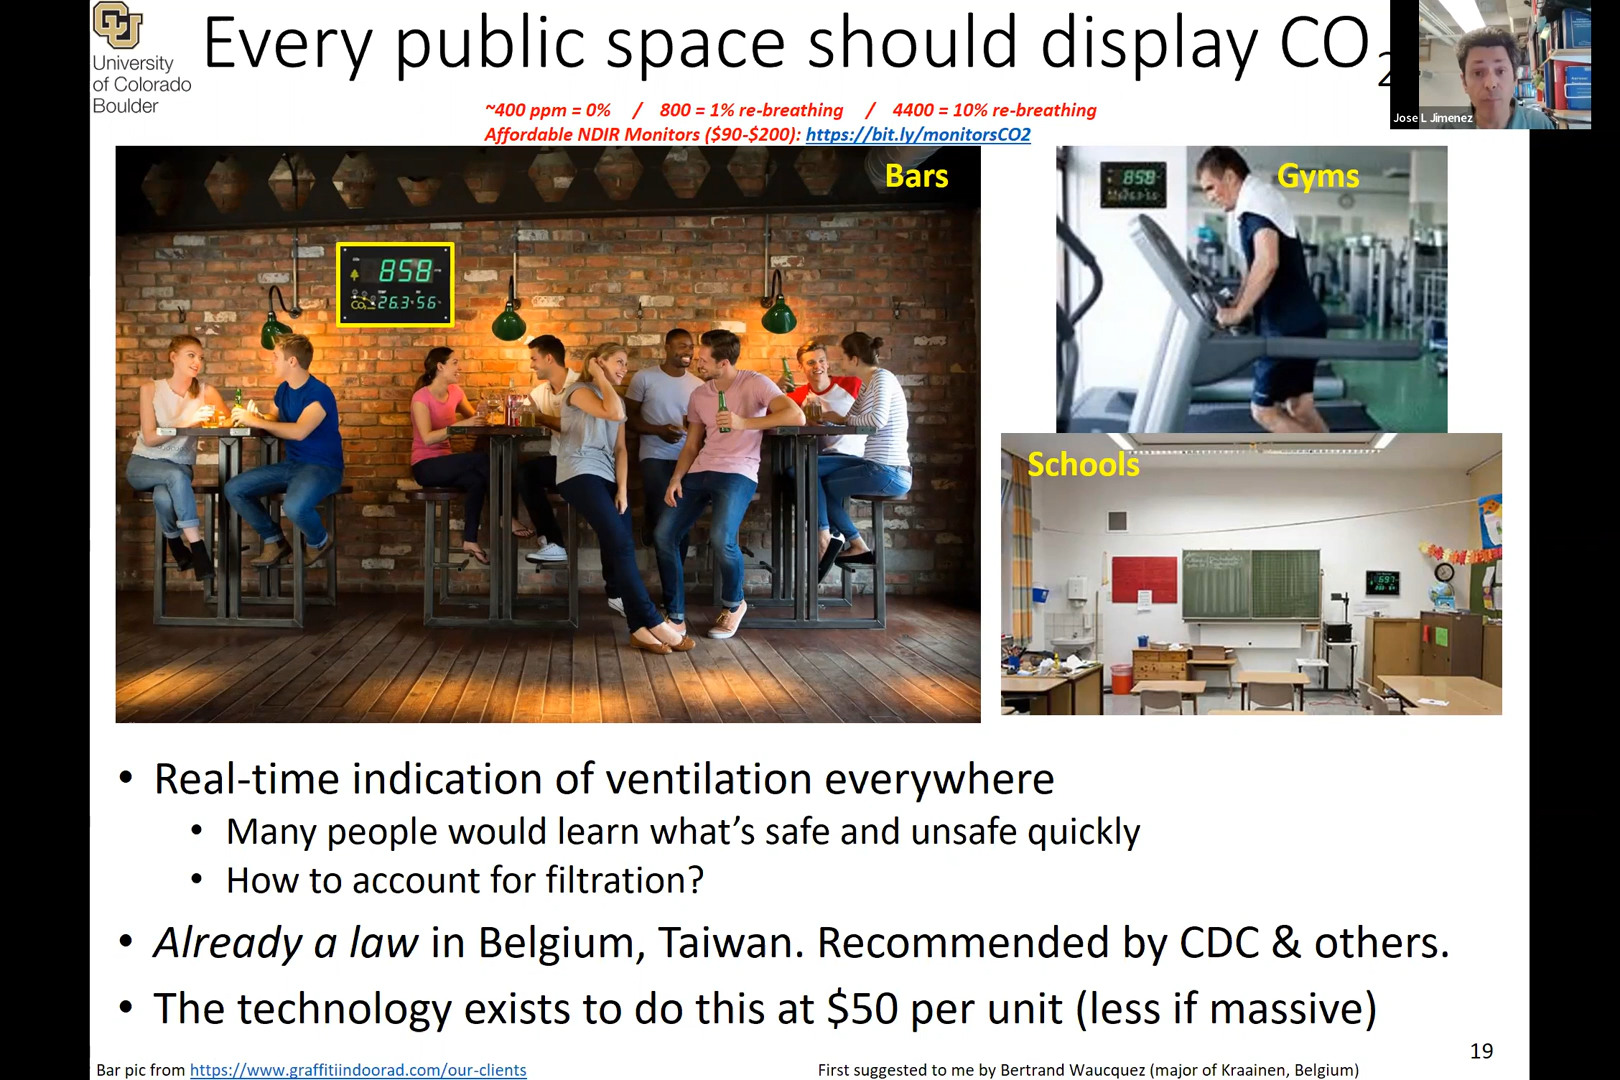 University
of Colorado
Boulder
Every public space should display CO2
Jose L Jimenez
~400 ppm = 0% / 800 = 1% re-breathing / 4400 = 10% re-breathing
Affordable NDIR Monitors ($90-$200): https://bit.ly/monitorsCO2
Bars
858
26.3 56
CO2
Gyms
858
Schools
697
• Real-time indication of ventilation everywhere
• Many people would learn what’s safe and unsafe quickly
• How to account for filtration?
• Already a law in Belgium, Taiwan. Recommended by CDC & others.
• The technology exists to do this at $50 per unit (less if massive)
19
Bar pic from https://www.graffitiindoorad.com/our-clients
First suggested to me by Bertrand Waucquez (major of Kraainen, Belgium)